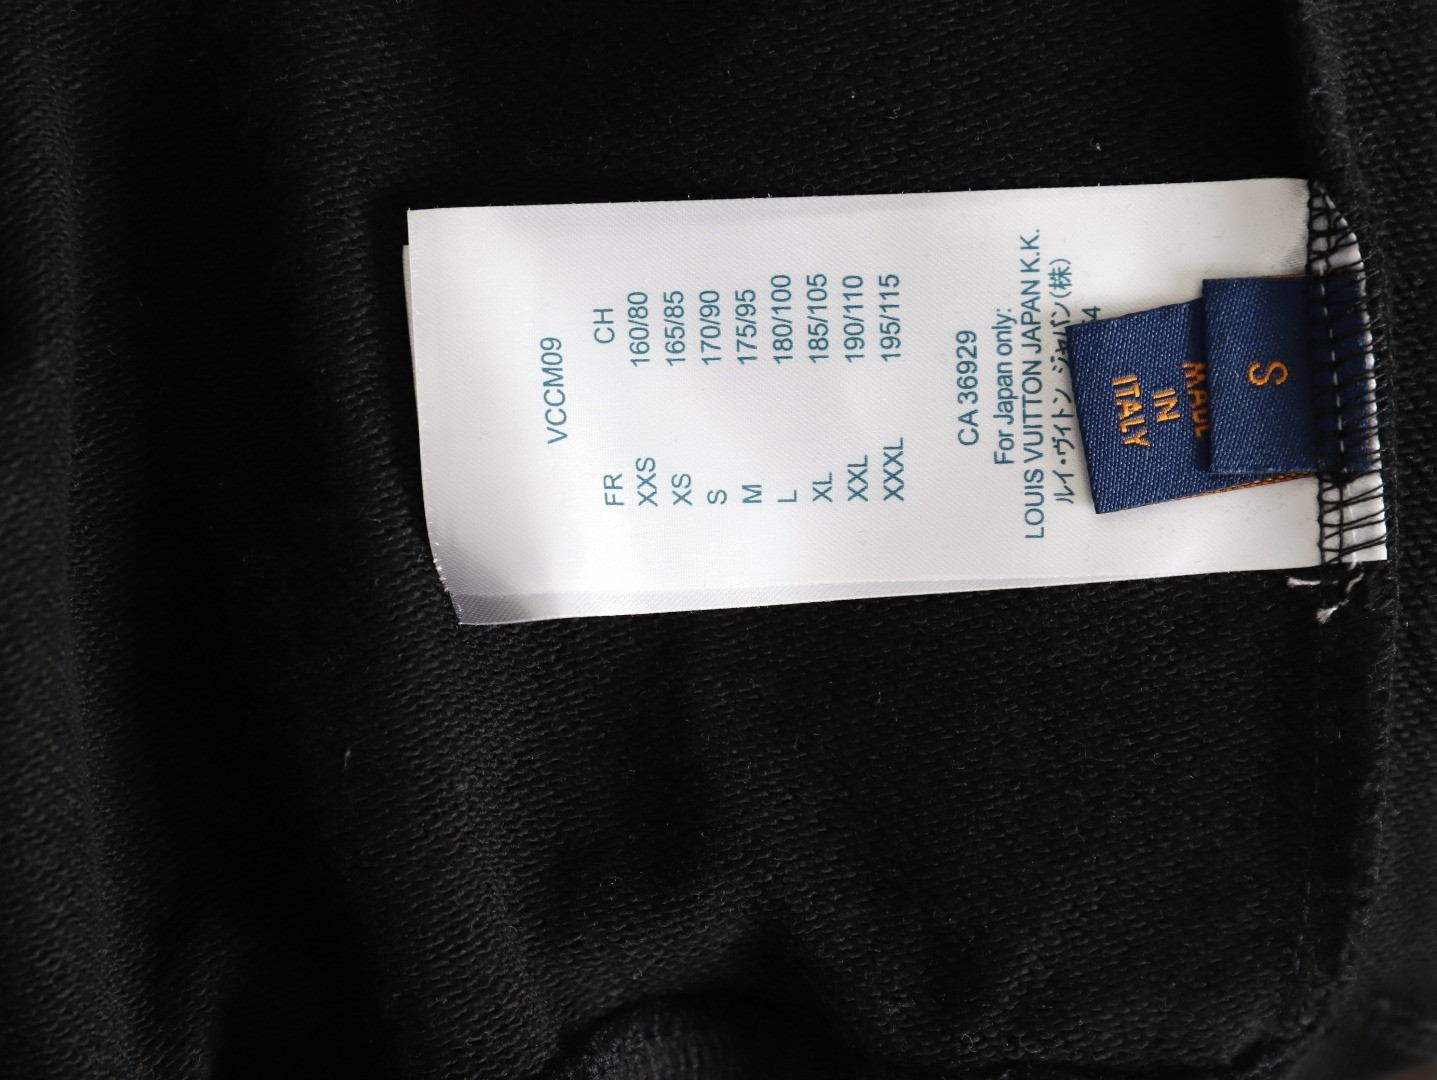 VCCM09
FR CH
XXS 160/80
XS 165/85
S 170/90
M 175/95
L 180/100
XL 185/105
XXL 190/110
XXXL 195/115
CA 36929
For Japan only:
LOUIS VUITTON JAPAN K.K.
ルイ・ヴィトン ジャパン(株)
4
MADE
IN
ITALY
S